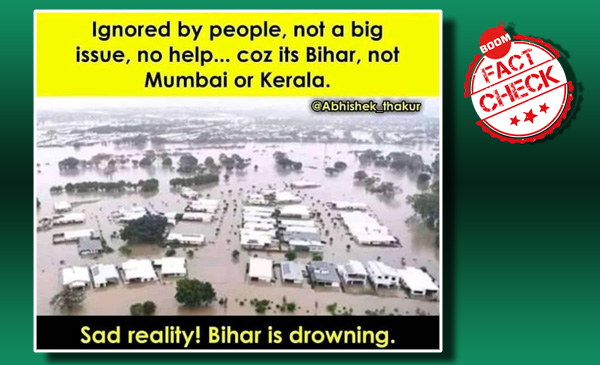 Ignored by people, not a big
issue, no help... coz its Bihar, not
Mumbai or Kerala.
@Abhishek_thakur
Sad reality! Bihar is drowning.
BOOM
FACT
CHECK